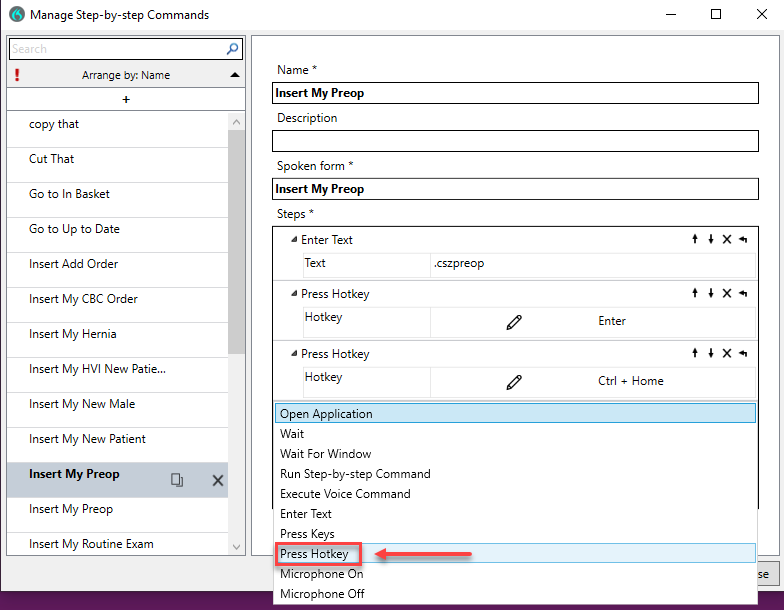 Manage Step-by-step Commands
Search
Arrange by: Name
+
copy that
Cut That
Go to In Basket
Go to Up to Date
Insert Add Order
Insert My CBC Order
Insert My Hernia
Insert My HVI New Patie...
Insert My New Male
Insert My New Patient
Insert My Preop
Insert My Preop
Insert My Routine Exam
Name *
Insert My Preop
Description
Spoken form *
Insert My Preop
Steps *
Enter Text
Text .cszpreop
Press Hotkey
Hotkey Enter
Press Hotkey
Hotkey Ctrl + Home
Open Application
Wait
Wait For Window
Run Step-by-step Command
Execute Voice Command
Enter Text
Press Keys
Press Hotkey
Microphone On
Microphone Off
se